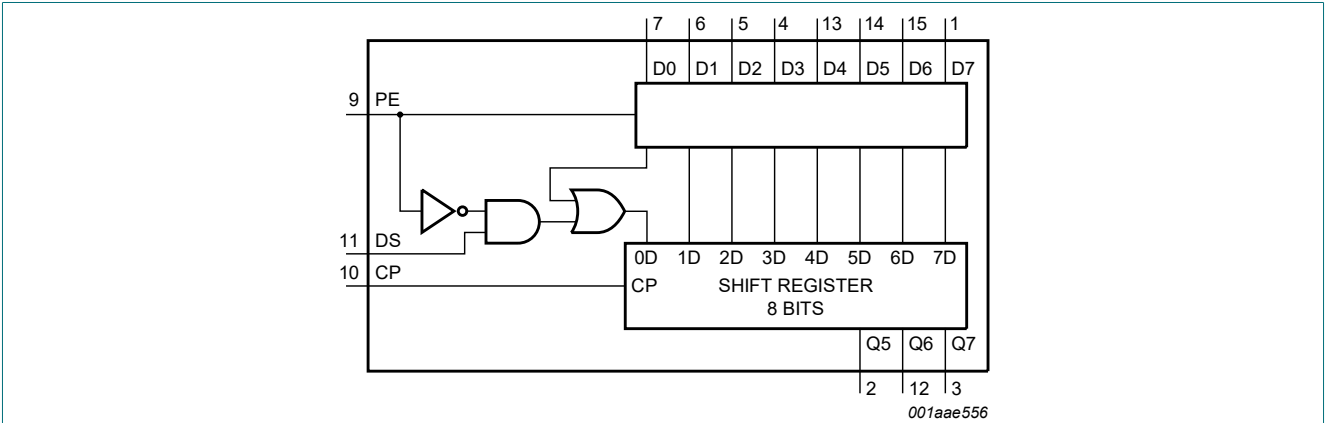 7 6 5 4 13 14 15 1
D0 D1 D2 D3 D4 D5 D6 D7
9 PE
11 DS
10 CP
0D 1D 2D 3D 4D 5D 6D 7D
CP SHIFT REGISTER
8 BITS
Q5 Q6 Q7
2 12 3
001aae556